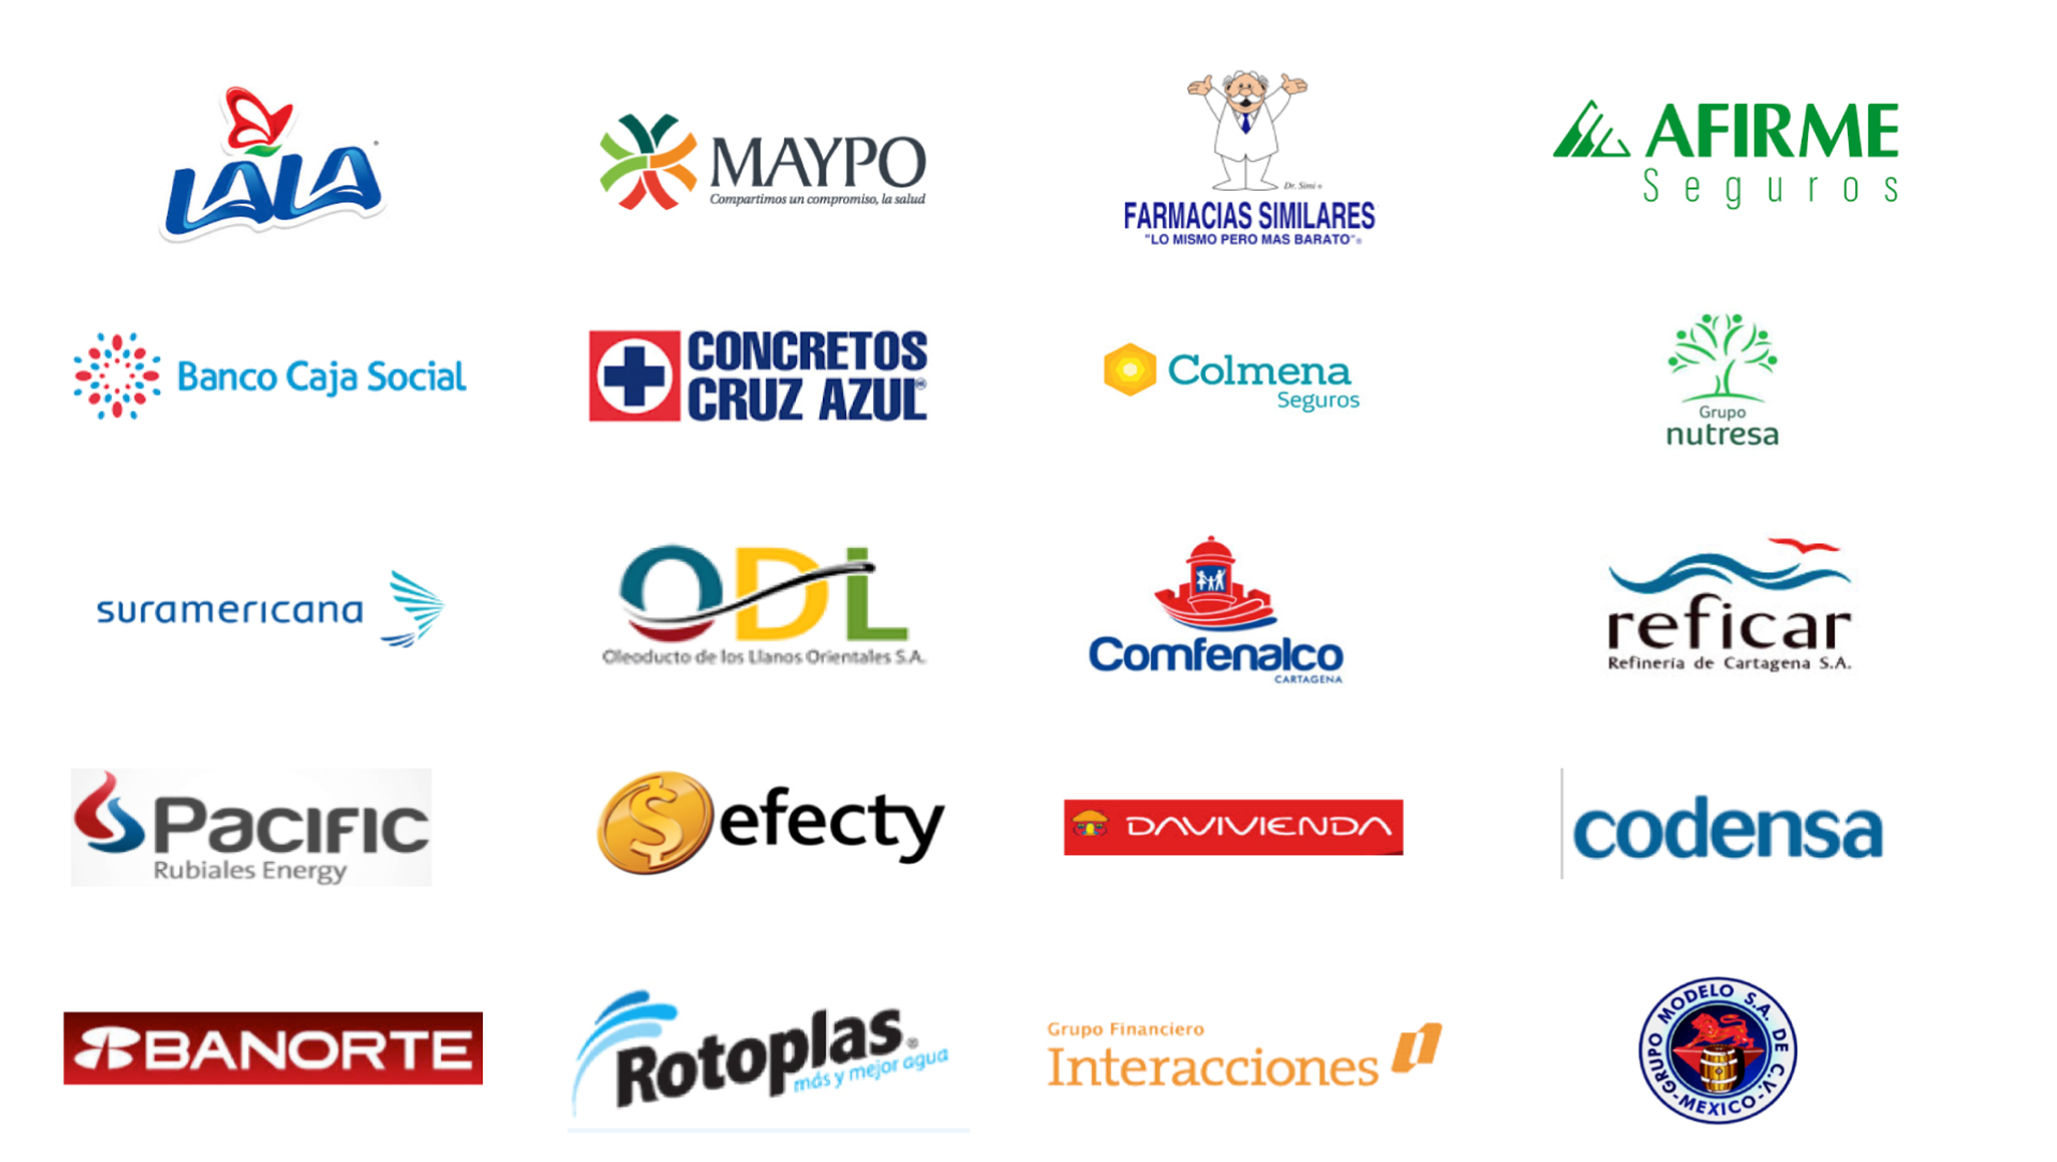 LALA
MAYPO
Compartimos un compromiso, la salud
Dr. Simi ®
FARMACIAS SIMILARES
"LO MISMO PERO MAS BARATO"®
AFIRME
Seguros
Banco Caja Social
CONCRETOS
CRUZ AZUL
Colmena
Seguros
Grupo
nutresa
suramericana
ODL
Oleoducto de los Llanos Orientales S.A.
Comfenalco
CARTAGENA
reficar
Refinería de Cartagena S.A.
PACIFIC
Rubiales Energy
$ efecty
DAVIVIENDA
codensa
BANORTE
Rotoplas®
más y mejor agua
Grupo Financiero
Interacciones
GRUPO MODELO S.A. DE C.V.
-MEXICO-